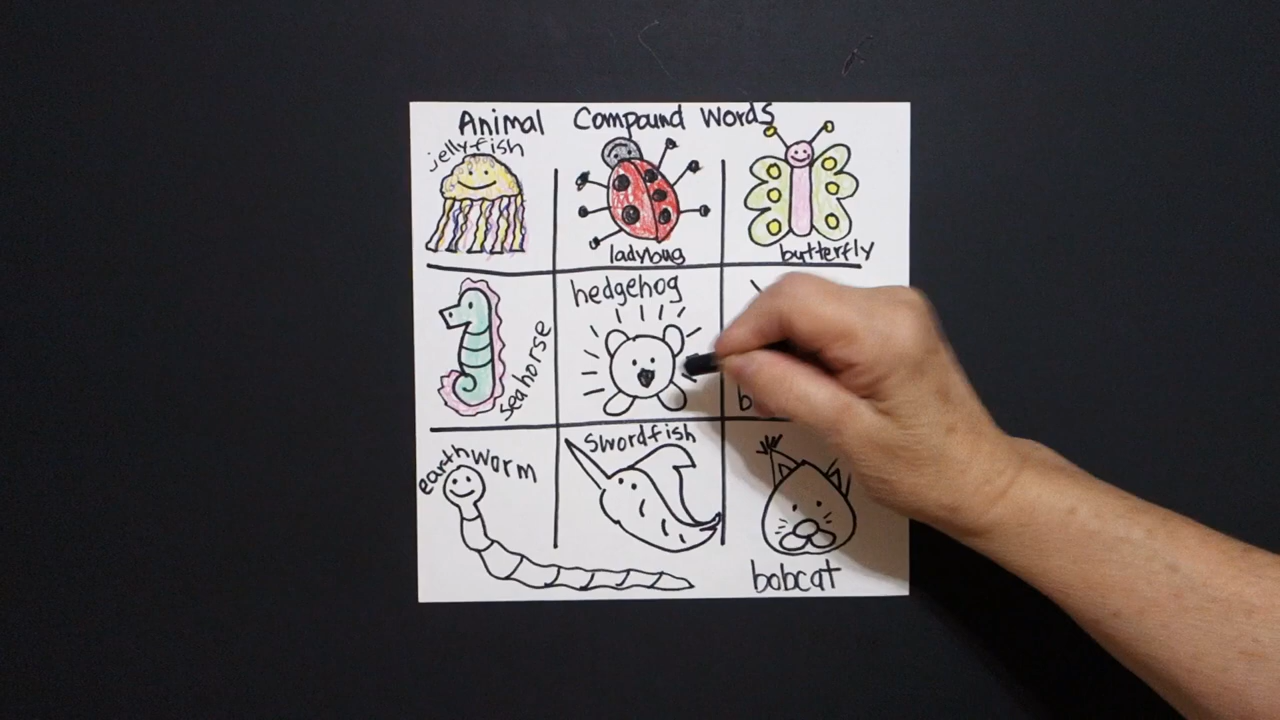 Animal Compound Words
jellyfish
ladybug
butterfly
seahorse
hedgehog
b
earthworm
swordfish
bobcat